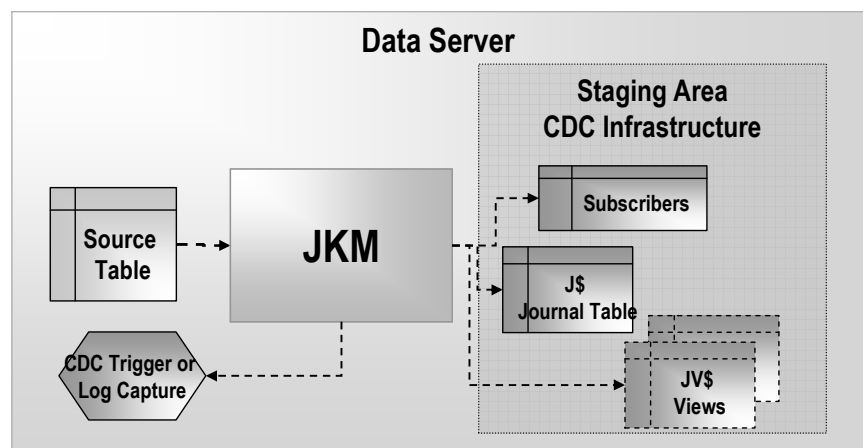 Data Server
Staging Area
CDC Infrastructure
Subscribers
Source
Table
JKM
J$
Journal Table
CDC Trigger or
Log Capture
JV$
Views